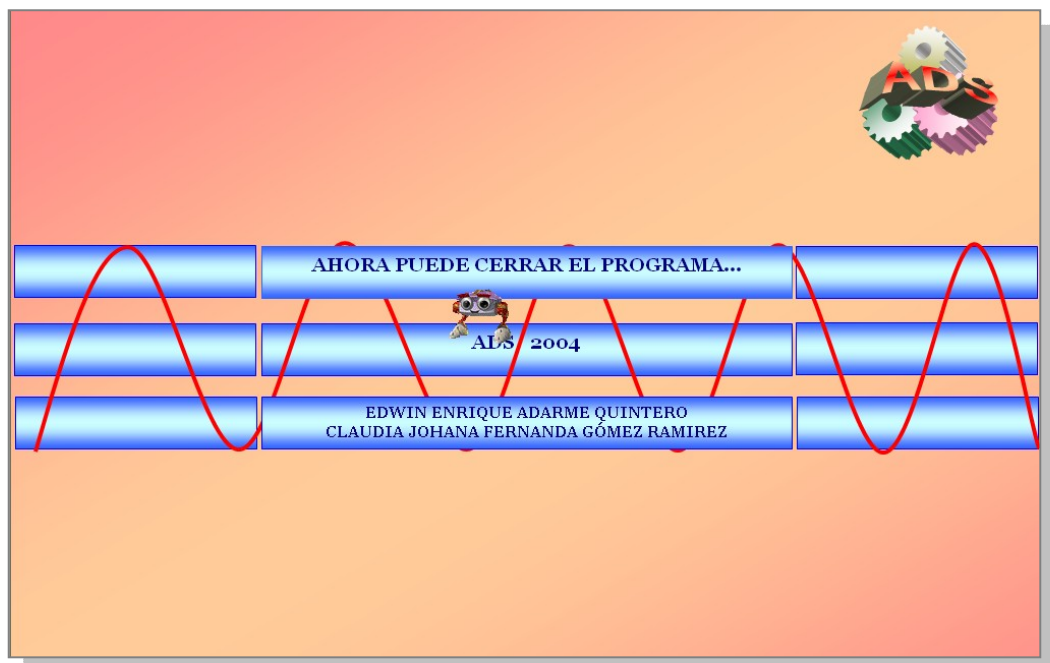 ADS
AHORA PUEDE CERRAR EL PROGRAMA...
ADS 2004
EDWIN ENRIQUE ADARME QUINTERO
CLAUDIA JOHANA FERNANDA GÓMEZ RAMIREZ